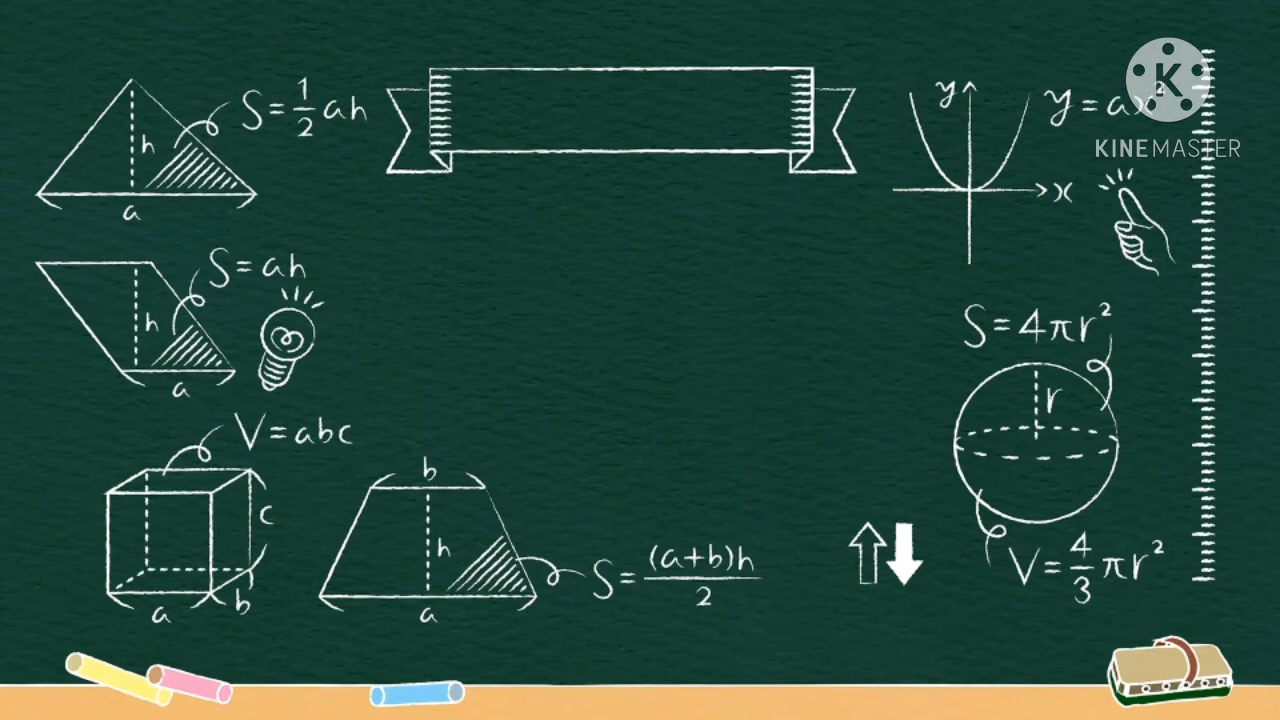 S=1/2 ah
h
a
y
y=ax²
x
KINEMASTER
S=ah
h
a
S=4πr²
r
V=abc
c
a
b
b
h
a
S=(a+b)h/2
V=4/3 πr²